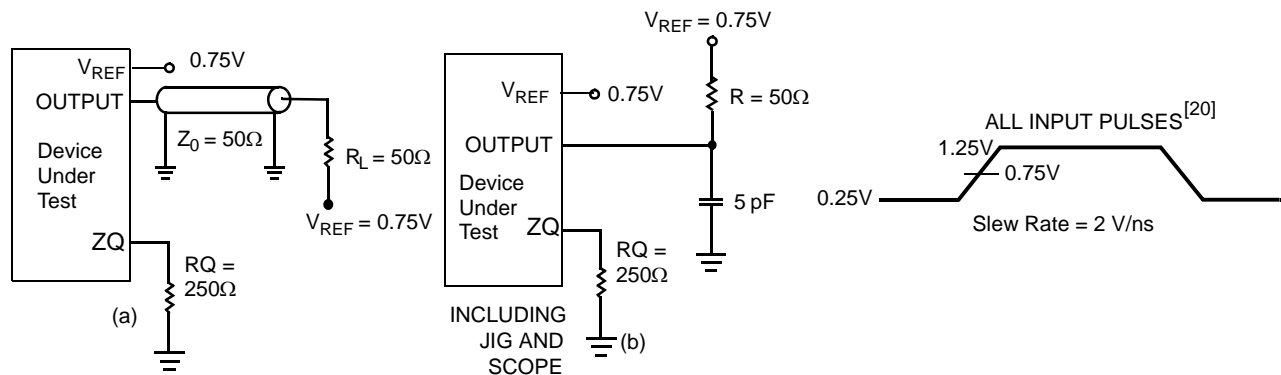 V_REF 0.75V
OUTPUT
Z_0 = 50Ω
Device
Under
Test
R_L = 50Ω
V_REF = 0.75V
ZQ
RQ =
250Ω
(a)
V_REF = 0.75V
R = 50Ω
V_REF 0.75V
OUTPUT
Device
Under
Test
5 pF
ZQ
RQ =
250Ω
INCLUDING
JIG AND
SCOPE
(b)
ALL INPUT PULSES[20]
1.25V
0.75V
0.25V
Slew Rate = 2 V/ns